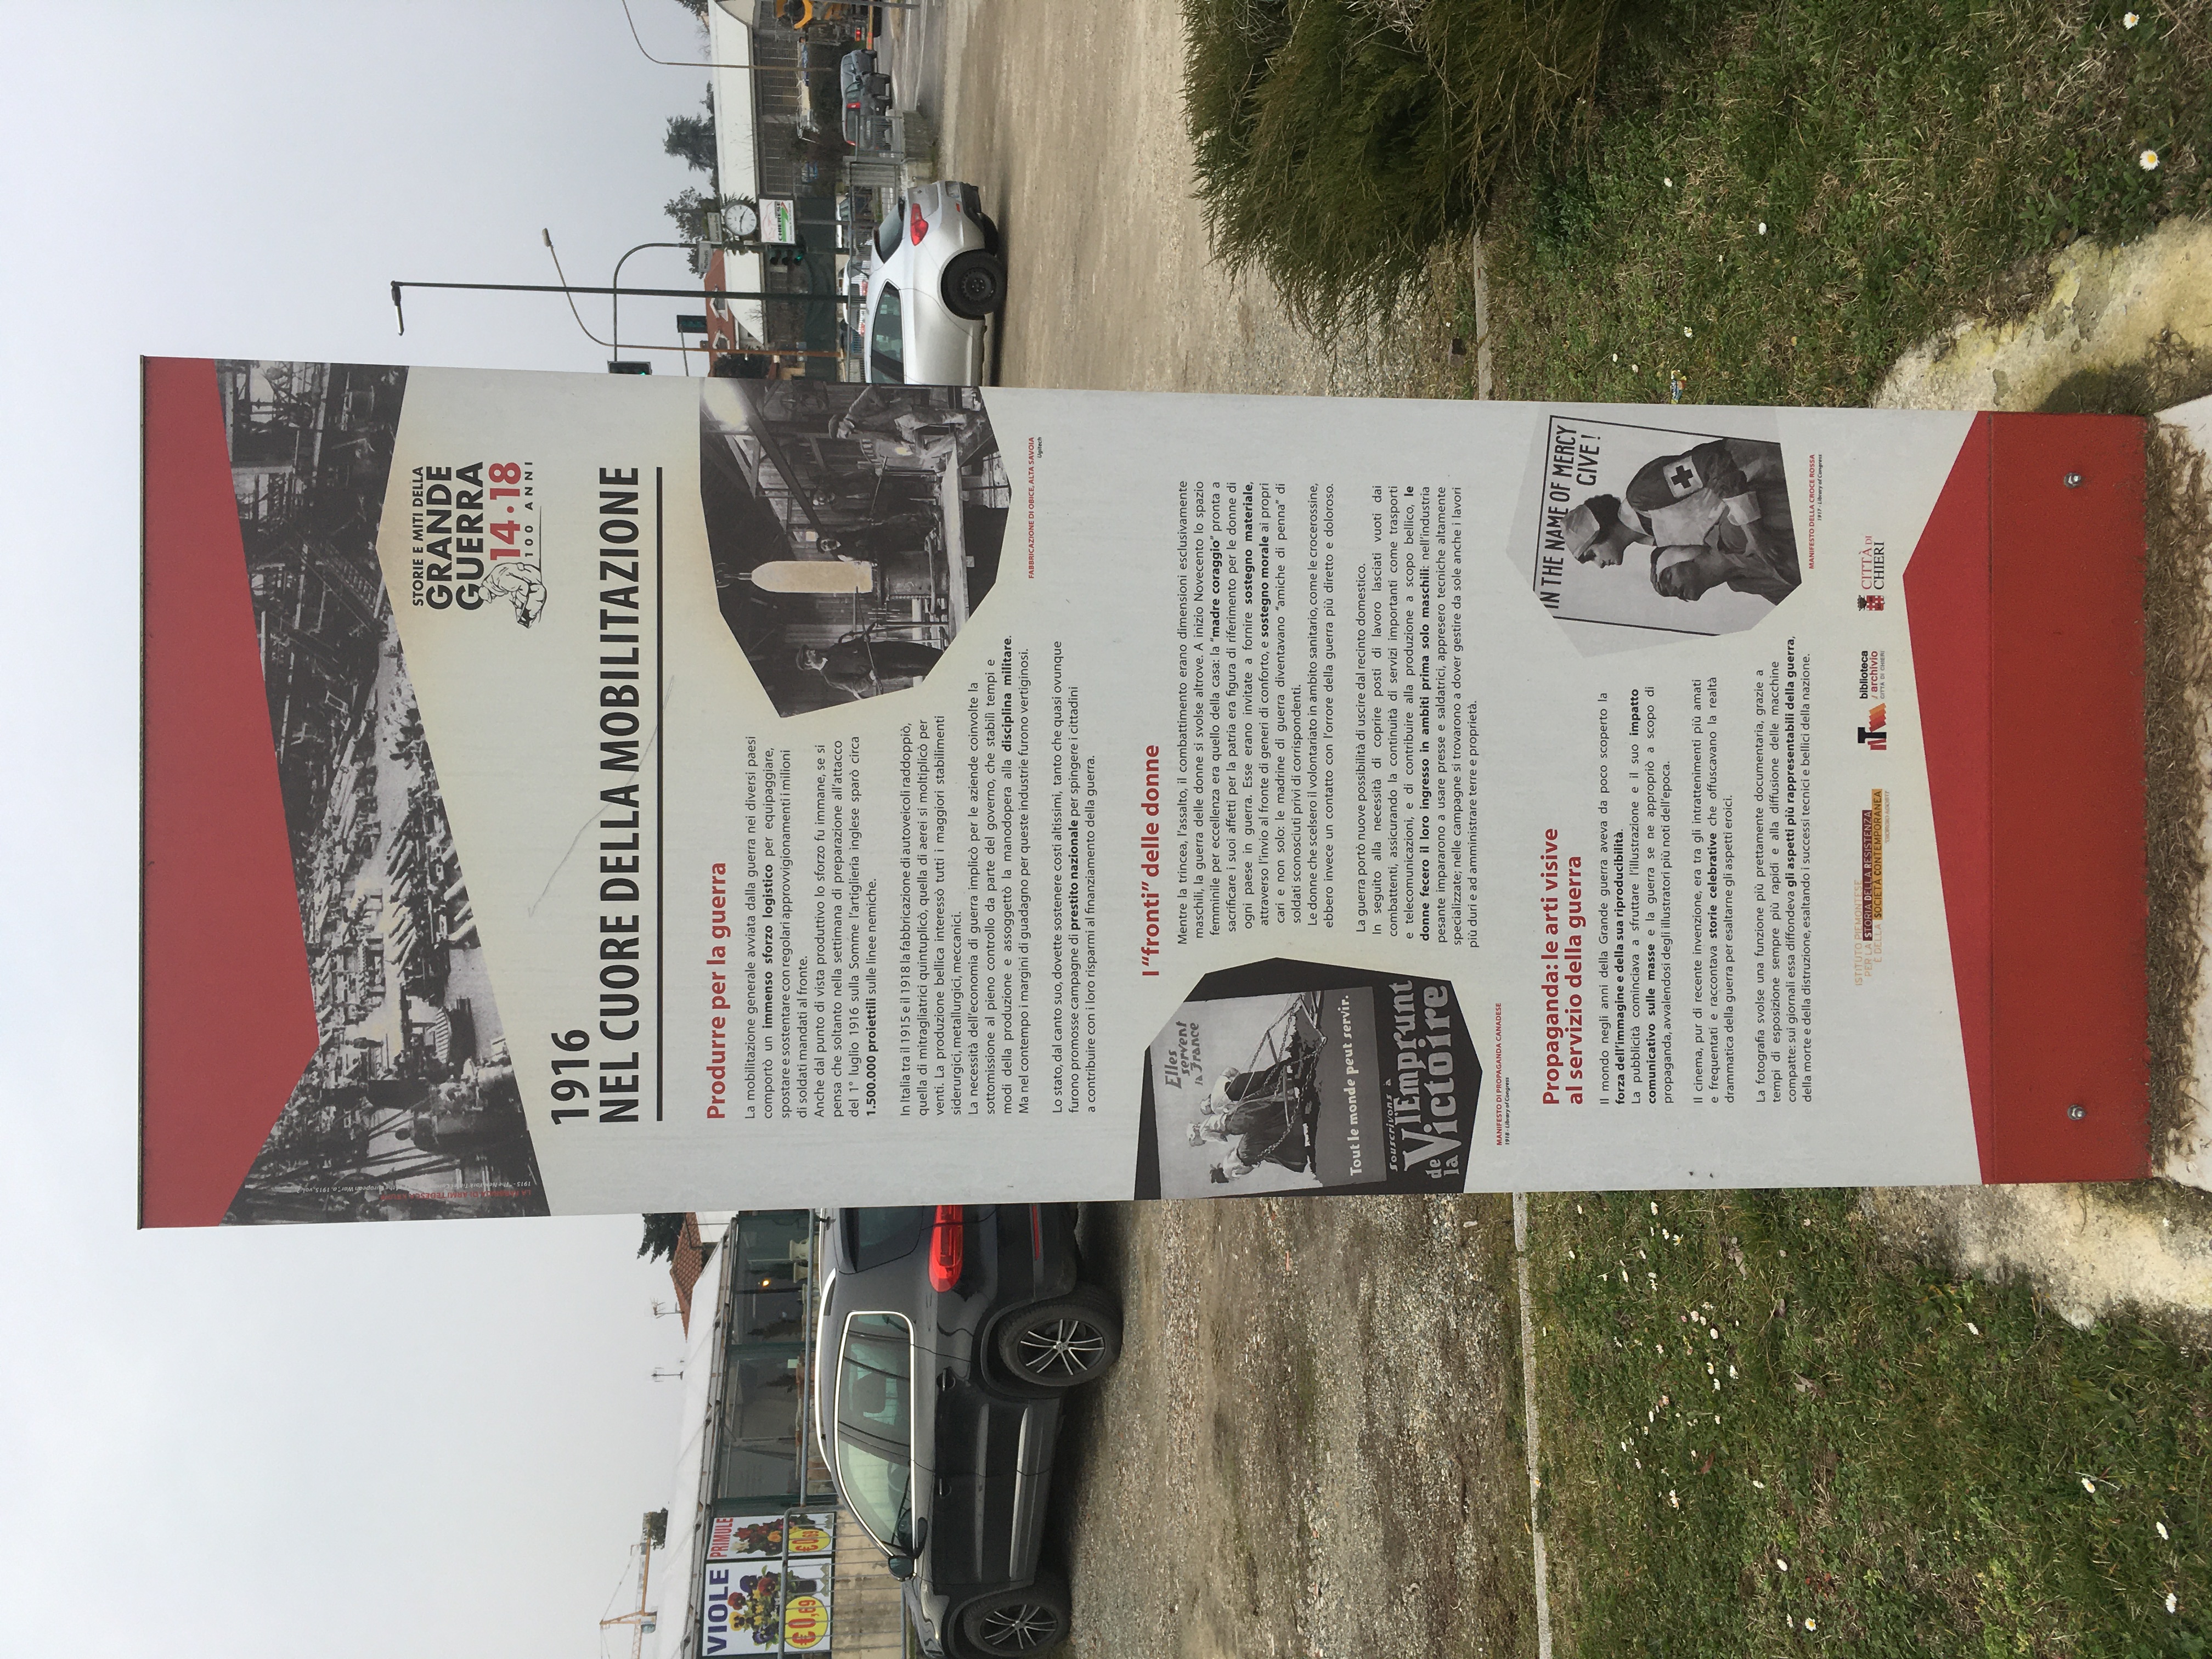 STORIE E MITI DELLA
GRANDE
GUERRA
14·18
100 ANNI
1916
NEL CUORE DELLA MOBILITAZIONE
Produrre per la guerra
La mobilitazione generale avviata dalla guerra nei diversi paesi
comportò un immenso sforzo logistico per equipaggiare,
spostare e sostentare con regolari approvvigionamenti i milioni
di soldati mandati al fronte.
Anche dal punto di vista produttivo lo sforzo fu immane, se si
pensa che soltanto nella settimana di preparazione all'attacco
del 1° luglio 1916 sulla Somme l'artiglieria inglese sparò circa
1.500.000 proiettili sulle linee nemiche.
In Italia tra il 1915 e il 1918 la fabbricazione di autoveicoli raddoppiò,
quella di mitragliatrici quintuplicò, quella di aerei si moltiplicò per
venti. La produzione bellica interessò tutti i maggiori stabilimenti
siderurgici, metallurgici, meccanici.
La necessità dell'economia di guerra implicò per le aziende coinvolte la
sottomissione al pieno controllo da parte del governo, che stabilì tempi e
modi della produzione e assoggettò la manodopera alla disciplina militare.
Ma nel contempo i margini di guadagno per queste industrie furono vertiginosi.
Lo stato, dal canto suo, dovette sostenere costi altissimi, tanto che quasi ovunque
furono promosse campagne di prestito nazionale per spingere i cittadini
a contribuire con i loro risparmi al finanziamento della guerra.
FABBRICAZIONE DI OBICE, ALTA SAVOIA
Ugitech
I "fronti" delle donne
Mentre la trincea, l'assalto, il combattimento erano dimensioni esclusivamente
maschili, la guerra delle donne si svolse altrove. A inizio Novecento lo spazio
femminile per eccellenza era quello della casa: la "madre coraggio" pronta a
sacrificare i suoi affetti per la patria era figura di riferimento per le donne di
ogni paese in guerra. Esse erano invitate a fornire sostegno materiale,
attraverso l'invio al fronte di generi di conforto, e sostegno morale ai propri
cari e non solo: le madrine di guerra diventavano "amiche di penna" di
soldati sconosciuti privi di corrispondenti.
Le donne che scelsero il volontariato in ambito sanitario, come le crocerossine,
ebbero invece un contatto con l'orrore della guerra più diretto e doloroso.
La guerra portò nuove possibilità di uscire dal recinto domestico.
In seguito alla necessità di coprire posti di lavoro lasciati vuoti dai
combattenti, assicurando la continuità di servizi importanti come trasporti
e telecomunicazioni, e di contribuire alla produzione a scopo bellico, le
donne fecero il loro ingresso in ambiti prima solo maschili: nell'industria
pesante impararono a usare presse e saldatrici, appresero tecniche altamente
specializzate; nelle campagne si trovarono a dover gestire da sole anche i lavori
più duri e ad amministrare terre e proprietà.
Elles
servent
la France
Tout le monde peut servir.
Souscrivons à
l'Emprunt
de la Victoire
MANIFESTO DI PROPAGANDA CANADESE
1918 - Library of Congress
Propaganda: le arti visive
al servizio della guerra
Il mondo negli anni della Grande guerra aveva da poco scoperto la
forza dell'immagine e della sua riproducibilità.
La pubblicità cominciava a sfruttare l'illustrazione e il suo impatto
comunicativo sulle masse e la guerra se ne appropriò a scopo di
propaganda, avvalendosi degli illustratori più noti dell'epoca.
Il cinema, pur di recente invenzione, era tra gli intrattenimenti più amati
e frequentati e raccontava storie celebrative che offuscavano la realtà
drammatica della guerra per esaltarne gli aspetti eroici.
La fotografia svolse una funzione più prettamente documentaria, grazie a
tempi di esposizione sempre più rapidi e alla diffusione delle macchine
compatte: sui giornali essa diffondeva gli aspetti più rappresentabili della guerra,
della morte e della distruzione, esaltando i successi tecnici e bellici della nazione.
IN THE NAME OF MERCY
GIVE!
MANIFESTO DELLA CROCE ROSSA
1917 - Library of Congress
ISTITUTO PIEMONTESE
PER LA STORIA DELLA RESISTENZA
E DELLA SOCIETÀ CONTEMPORANEA
biblioteca
/ archivio
CITTÀ DI CHIERI
CITTÀ DI
CHIERI
VIOLE
€ 0,69
PRIMULE
CHIERESE